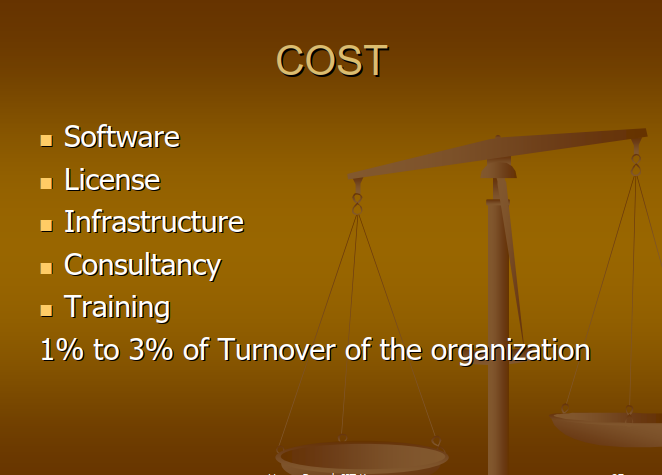 COST
Software
License
Infrastructure
Consultancy
Training
1% to 3% of Turnover of the organization